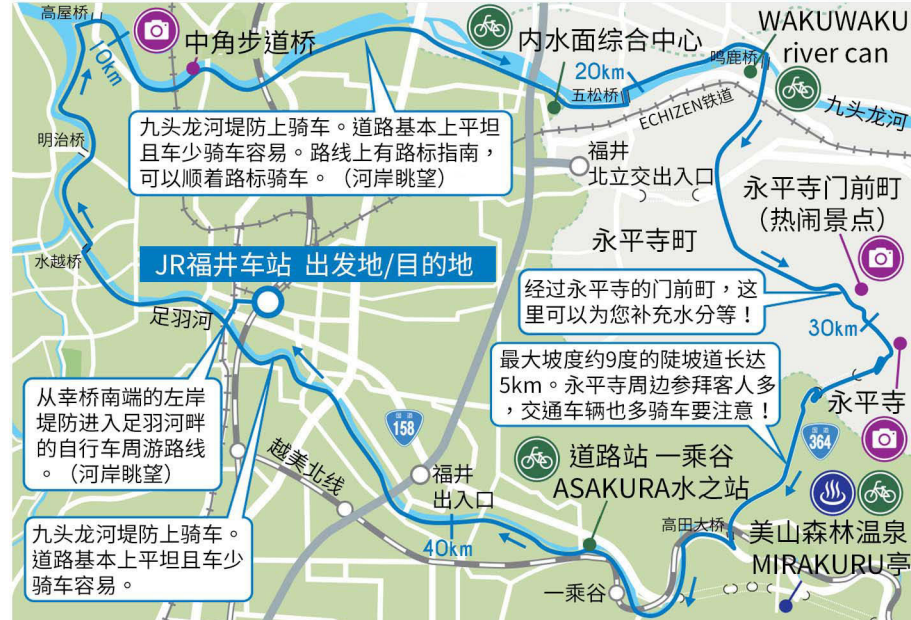 高屋桥
10km
中角步道桥
内水面综合中心
WAKUWAKU
river can
鸣鹿桥
20km
五松桥
ECHIZEN铁道
九头龙河
九头龙河堤防上骑车。道路基本上平坦
且车少骑车容易。路线上有路标指南，
可以顺着路标骑车。（河岸眺望）
明治桥
福井
北立交出入口
永平寺门前町
（热闹景点）
永平寺町
水越桥
JR福井车站 出发地/目的地
足羽河
经过永平寺的门前町，这
里可以为您补充水分等！
30km
最大坡度约9度的陡坡道长达
5km。永平寺周边参拜客人多
，交通车辆也多骑车要注意！
永平寺
从幸桥南端的左岸
堤防进入足羽河畔
的自行车周游路线
。（河岸眺望）
国道
158
国道
364
越美北线
福井
出入口
道路站 一乘谷
ASAKURA水之站
九头龙河堤防上骑车。
道路基本上平坦且车少
骑车容易。
40km
高田大桥
美山森林温泉
MIRAKURU亭
一乘谷